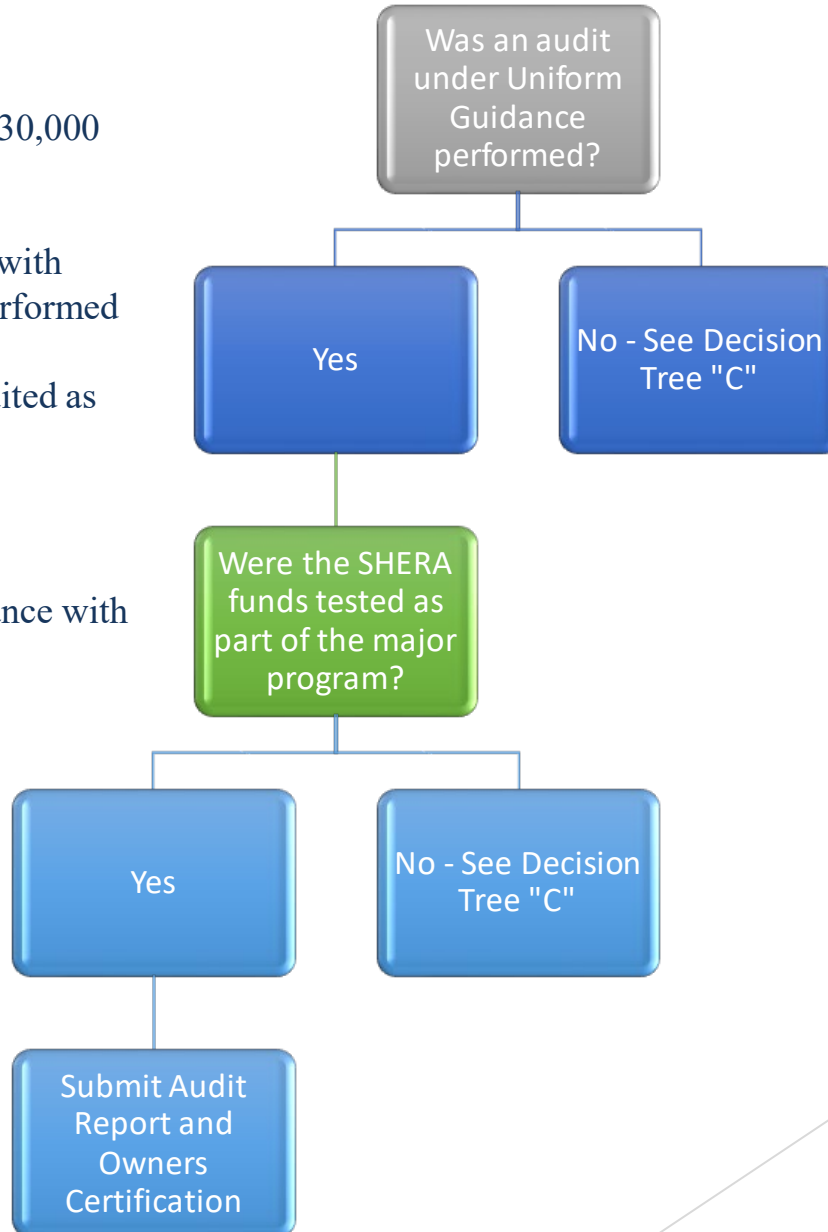 30,000
with
rformed
ited as
ance with
Was an audit
under Uniform
Guidance
performed?
Yes
No - See Decision
Tree "C"
Were the SHERA
funds tested as
part of the major
program?
Yes
No - See Decision
Tree "C"
Submit Audit
Report and
Owners
Certification